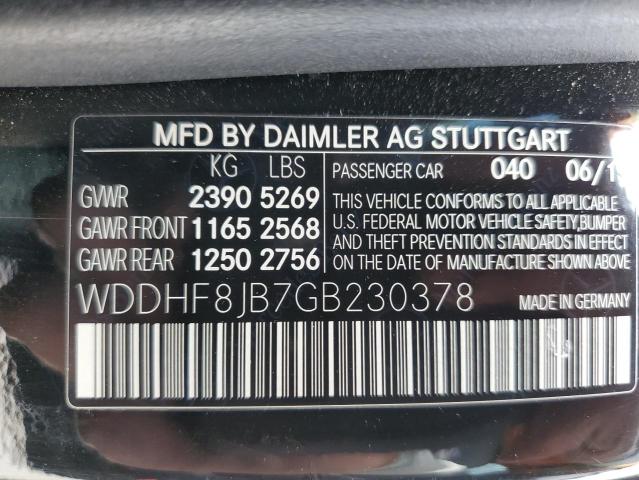 MFD BY DAIMLER AG STUTTGART
KG LBS PASSENGER CAR 040 06/1
GVWR 2390 5269 THIS VEHICLE CONFORMS TO ALL APPLICABLE
U.S. FEDERAL MOTOR VEHICLE SAFETY,BUMPER
GAWR FRONT 1165 2568 AND THEFT PREVENTION STANDARDS IN EFFECT
GAWR REAR 1250 2756 ON THE DATE OF MANUFACTURE SHOWN ABOVE.
WDDHF8JB7GB230378 MADE IN GERMANY